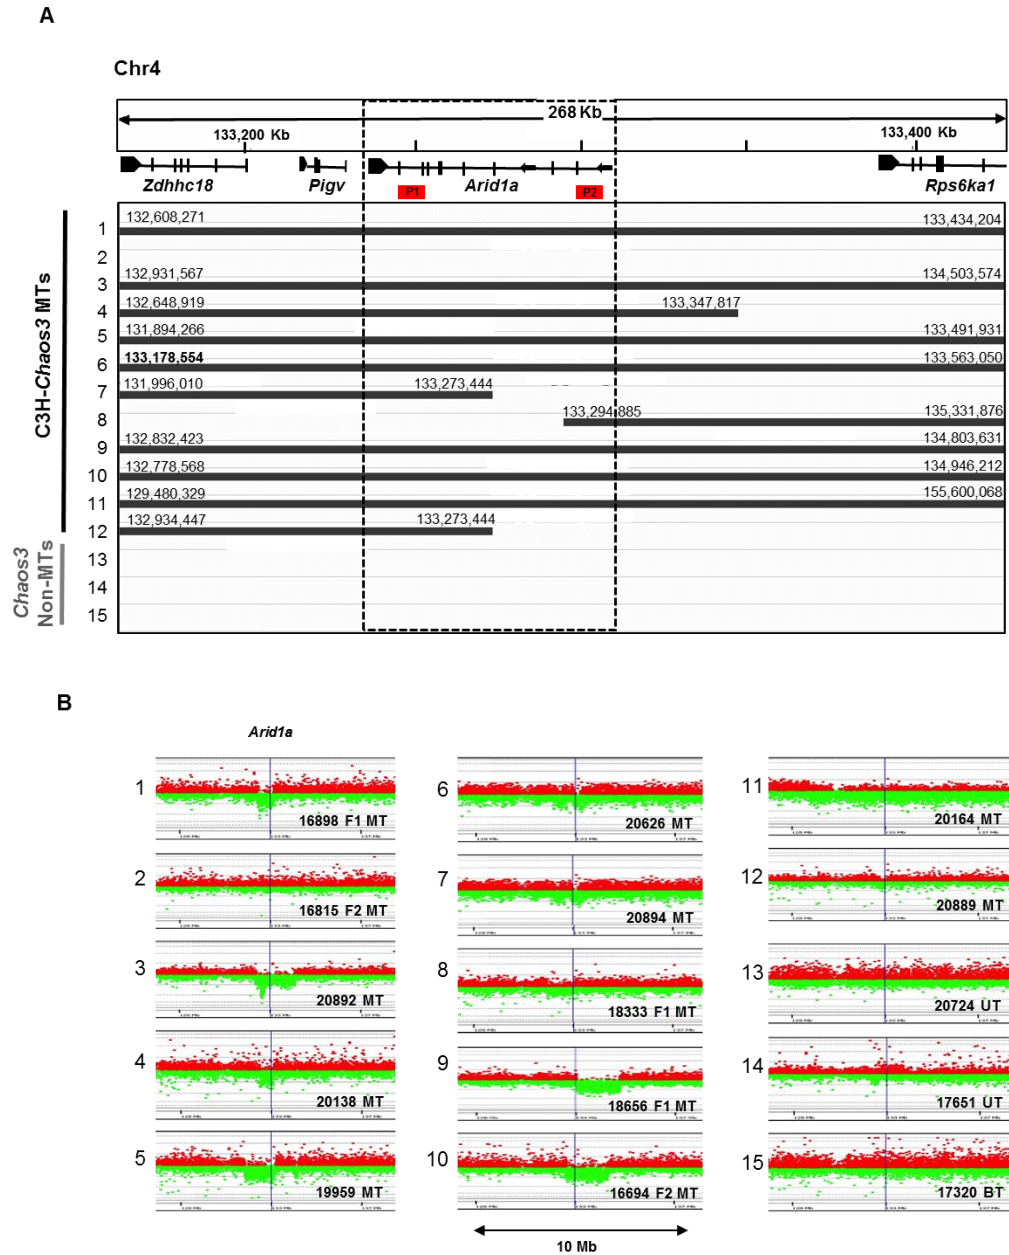 A
Chr4
268 Kb
133,200 Kb
133,400 Kb
Zdhhc18
Pigv
Arid1a
Rps6ka1
P1
P2
C3H-Chaos3 MTs
Chaos3
Non-MTs
1
132,608,271
133,434,204
2
3
132,931,567
134,503,574
4
132,648,919
133,347,817
5
131,894,266
133,491,931
6
133,178,554
133,563,050
7
131,996,010
133,273,444
8
133,294,885
135,331,876
9
132,832,423
134,803,631
10
132,778,568
134,946,212
11
129,480,329
155,600,068
12
132,934,447
133,273,444
13
14
15
B
Arid1a
1
16898 F1 MT
2
16815 F2 MT
3
20892 MT
4
20138 MT
5
19959 MT
6
20626 MT
7
20894 MT
8
18333 F1 MT
9
18656 F1 MT
10
16694 F2 MT
10 Mb
11
20164 MT
12
20889 MT
13
20724 UT
14
17651 UT
15
17320 BT